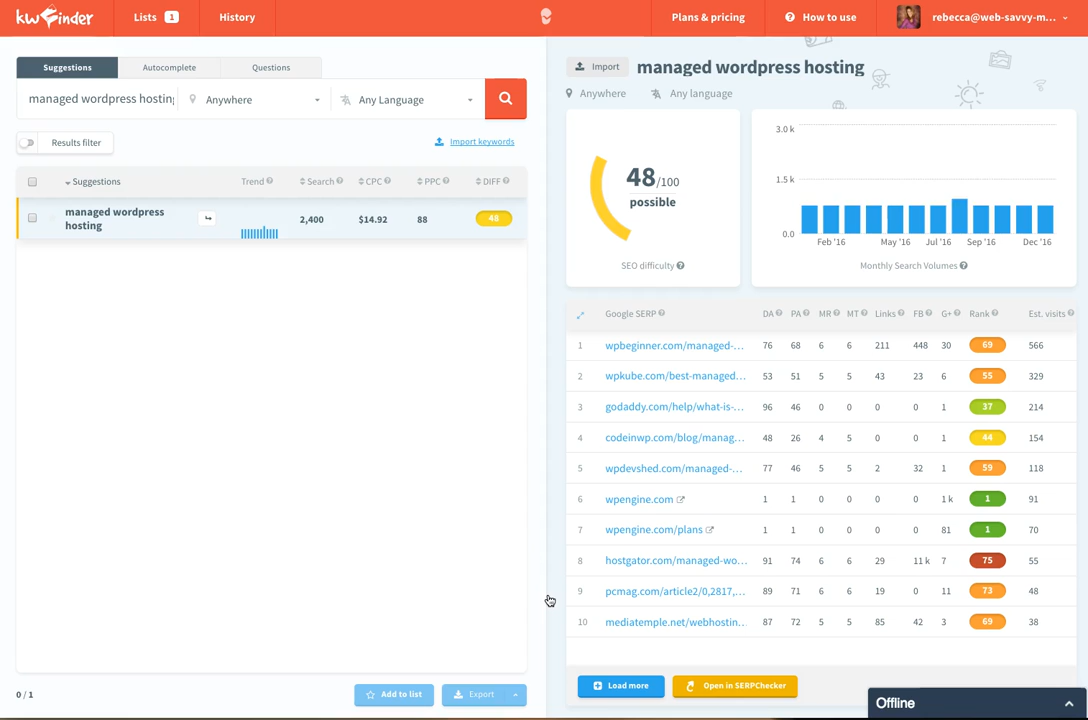 kwfinder
Lists 1
History
Plans & pricing
? How to use
rebecca@web-savvy-m...
Suggestions
Autocomplete
Questions
managed wordpress hosting
Anywhere
Any Language
Results filter
Import keywords
Suggestions Trend ? Search ? CPC ? PPC ? DIFF ?
managed wordpress
hosting
2,400 $14.92 88 48
0 / 1
Add to list
Export
Import
managed wordpress hosting
Anywhere Any language
48/100
possible
SEO difficulty ?
3.0 k
1.5 k
0.0
Feb '16 May '16 Jul '16 Sep '16 Dec '16
Monthly Search Volumes ?
Google SERP ? DA ? PA ? MR ? MT ? Links ? FB ? G+ ? Rank ? Est. visits ?
1 wpbeginner.com/managed-... 76 68 6 6 211 448 30 69 566
2 wpkube.com/best-managed... 53 51 5 5 43 23 6 55 329
3 godaddy.com/help/what-is-... 96 46 0 0 0 0 1 37 214
4 codeinwp.com/blog/manag... 48 26 4 5 0 0 1 44 154
5 wpdevshed.com/managed-... 77 46 5 5 2 32 1 59 118
6 wpengine.com 1 1 0 0 0 0 1 k 1 91
7 wpengine.com/plans 1 1 0 0 0 0 81 1 70
8 hostgator.com/managed-wo... 91 74 6 6 29 11 k 7 75 55
9 pcmag.com/article2/0,2817,... 89 71 6 6 19 0 11 73 48
10 mediatemple.net/webhostin... 87 72 5 5 85 42 3 69 38
Load more
Open in SERPChecker
Offline